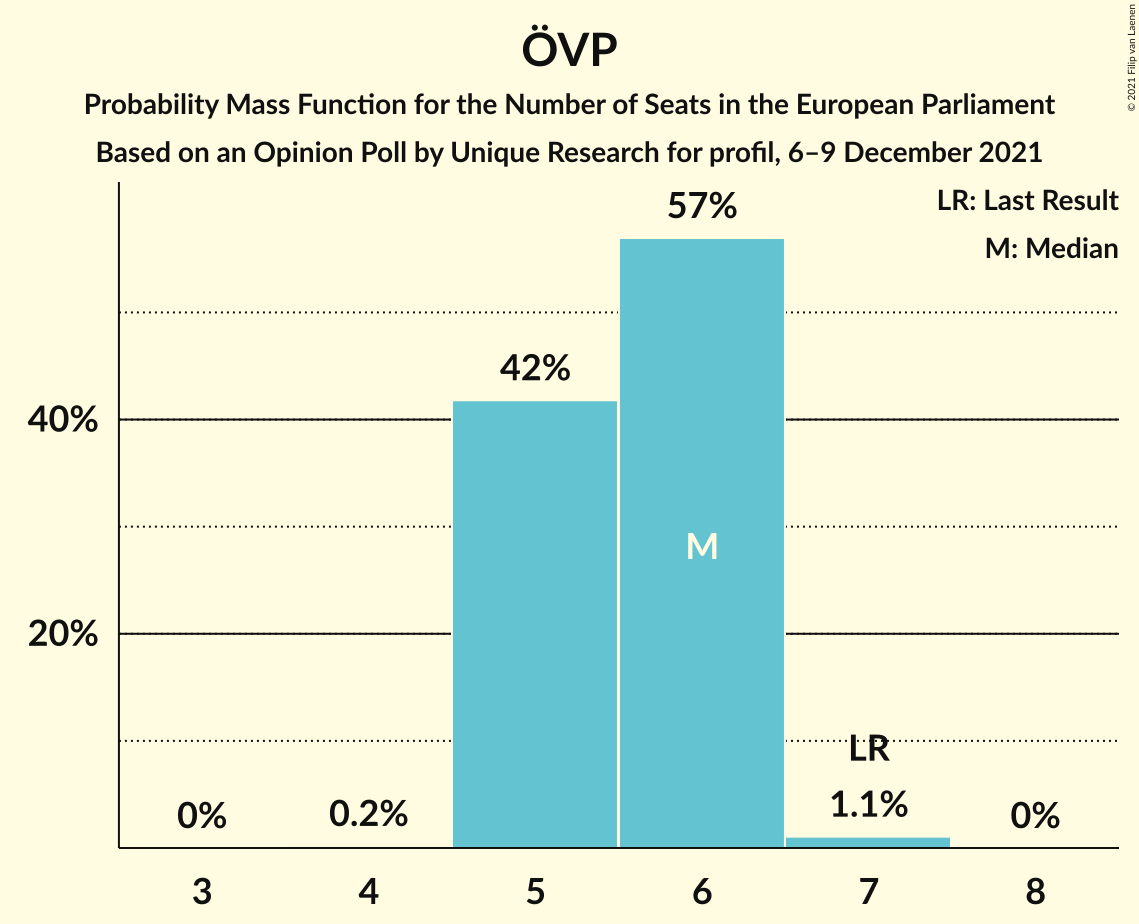 ÖVP
Probability Mass Function for the Number of Seats in the European Parliament
Based on an Opinion Poll by Unique Research for profil, 6–9 December 2021
© 2021 Filip van Laenen
LR: Last Result
M: Median
57%
42%
40%
M
20%
LR
0%
0.2%
1.1%
0%
3
4
5
6
7
8